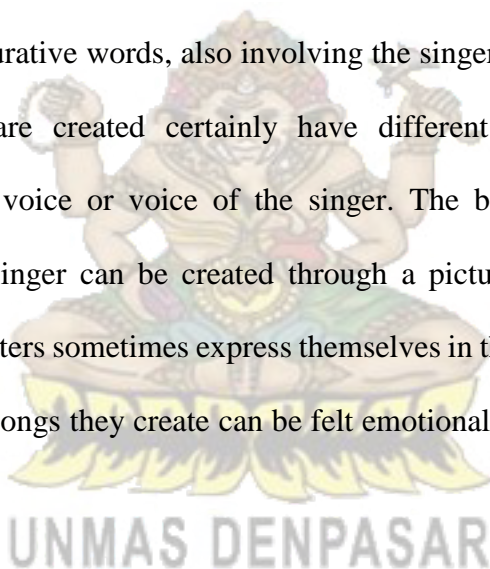 urative words, also involving the singer
are created certainly have different
voice or voice of the singer. The b
inger can be created through a pictu
ters sometimes express themselves in th
ongs they create can be felt emotional
UNMAS DENPASAR